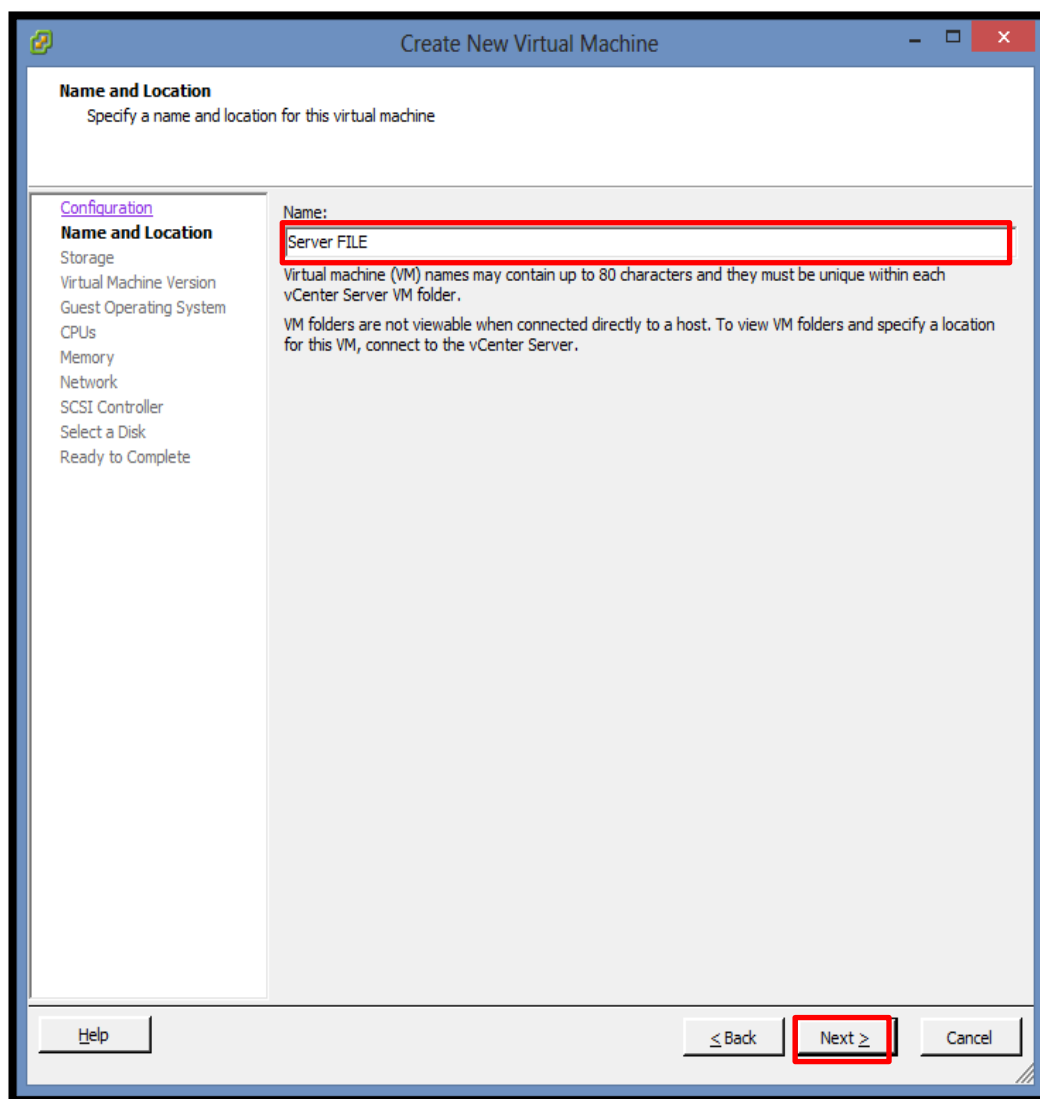 Create New Virtual Machine
Name and Location
Specify a name and location for this virtual machine
Configuration
Name and Location
Storage
Virtual Machine Version
Guest Operating System
CPUs
Memory
Network
SCSI Controller
Select a Disk
Ready to Complete
Name:
Server FILE
Virtual machine (VM) names may contain up to 80 characters and they must be unique within each
vCenter Server VM folder.
VM folders are not viewable when connected directly to a host. To view VM folders and specify a location
for this VM, connect to the vCenter Server.
Help
< Back
Next >
Cancel